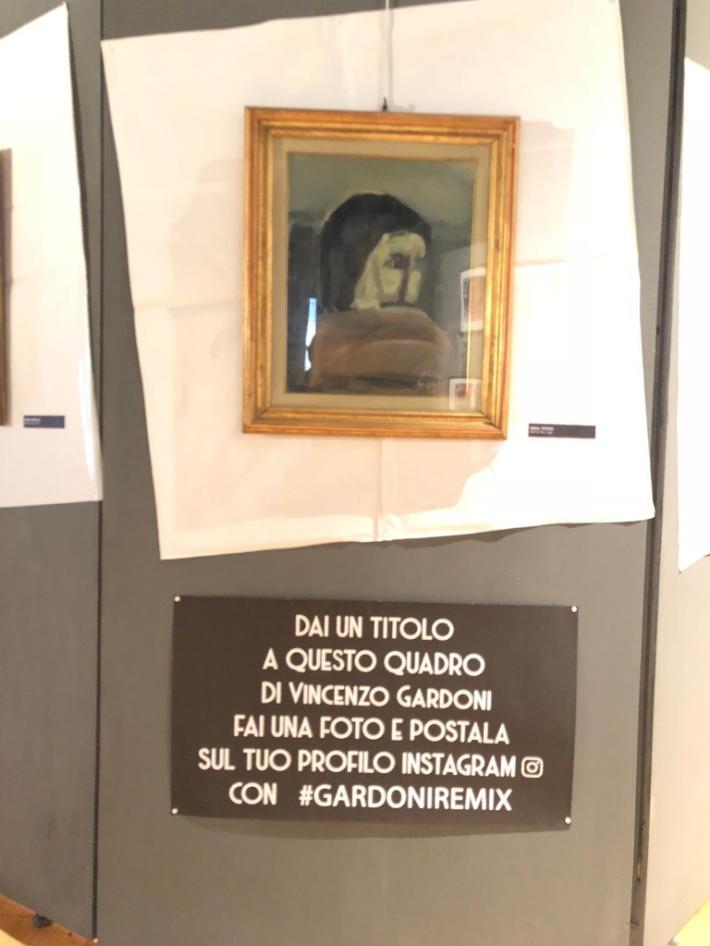 DAI UN TITOLO
A QUESTO QUADRO
DI VINCENZO GARDONI
FAI UNA FOTO E POSTALA
SUL TUO PROFILO INSTAGRAM
CON #GARDONIREMIX